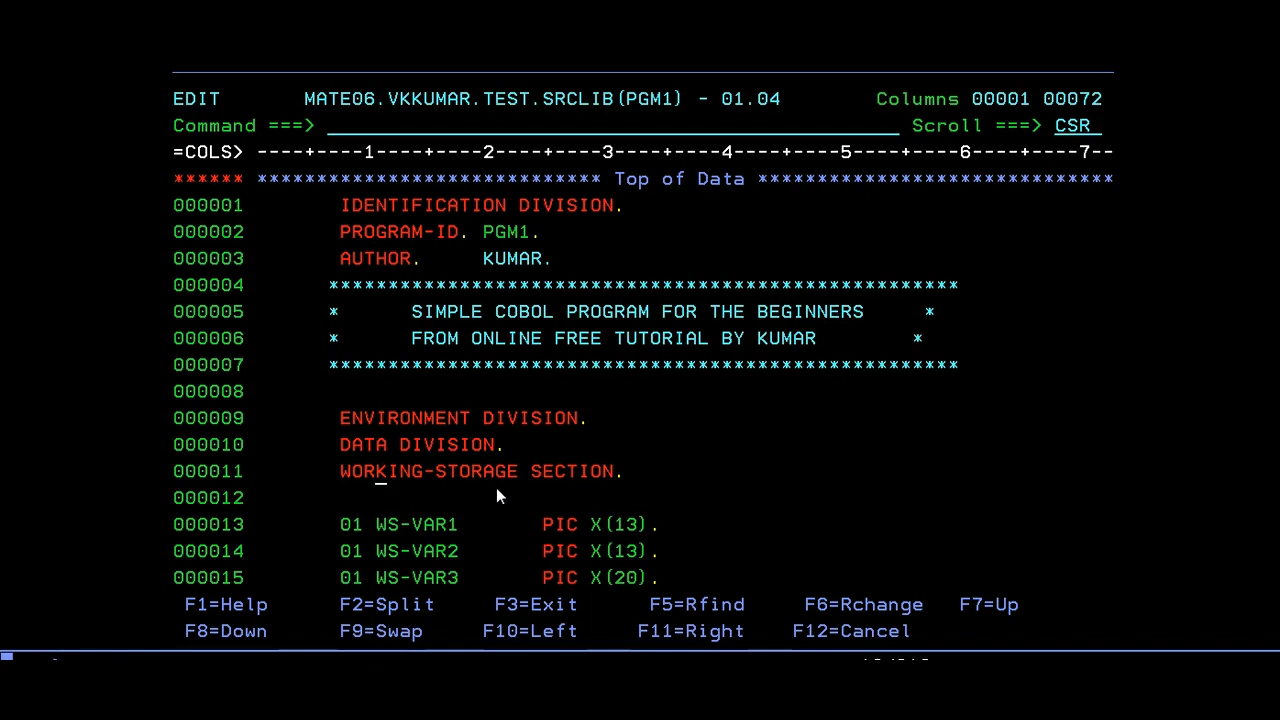 EDIT       MATE06.VKKUMAR.TEST.SRCLIB(PGM1) - 01.04        Columns 00001 00072
Command ===>                                                  Scroll ===> CSR
=COLS> ----+----1----+----2----+----3----+----4----+----5----+----6----+----7--
****** ***************************** Top of Data ******************************
000001        IDENTIFICATION DIVISION.
000002        PROGRAM-ID. PGM1.
000003        AUTHOR.     KUMAR.
000004       *****************************************************
000005       *      SIMPLE COBOL PROGRAM FOR THE BEGINNERS     *
000006       *      FROM ONLINE FREE TUTORIAL BY KUMAR        *
000007       *****************************************************
000008
000009        ENVIRONMENT DIVISION.
000010        DATA DIVISION.
000011        WORKING-STORAGE SECTION.
000012
000013        01 WS-VAR1       PIC X(13).
000014        01 WS-VAR2       PIC X(13).
000015        01 WS-VAR3       PIC X(20).
F1=Help      F2=Split     F3=Exit      F5=Rfind     F6=Rchange   F7=Up
F8=Down      F9=Swap     F10=Left     F11=Right    F12=Cancel